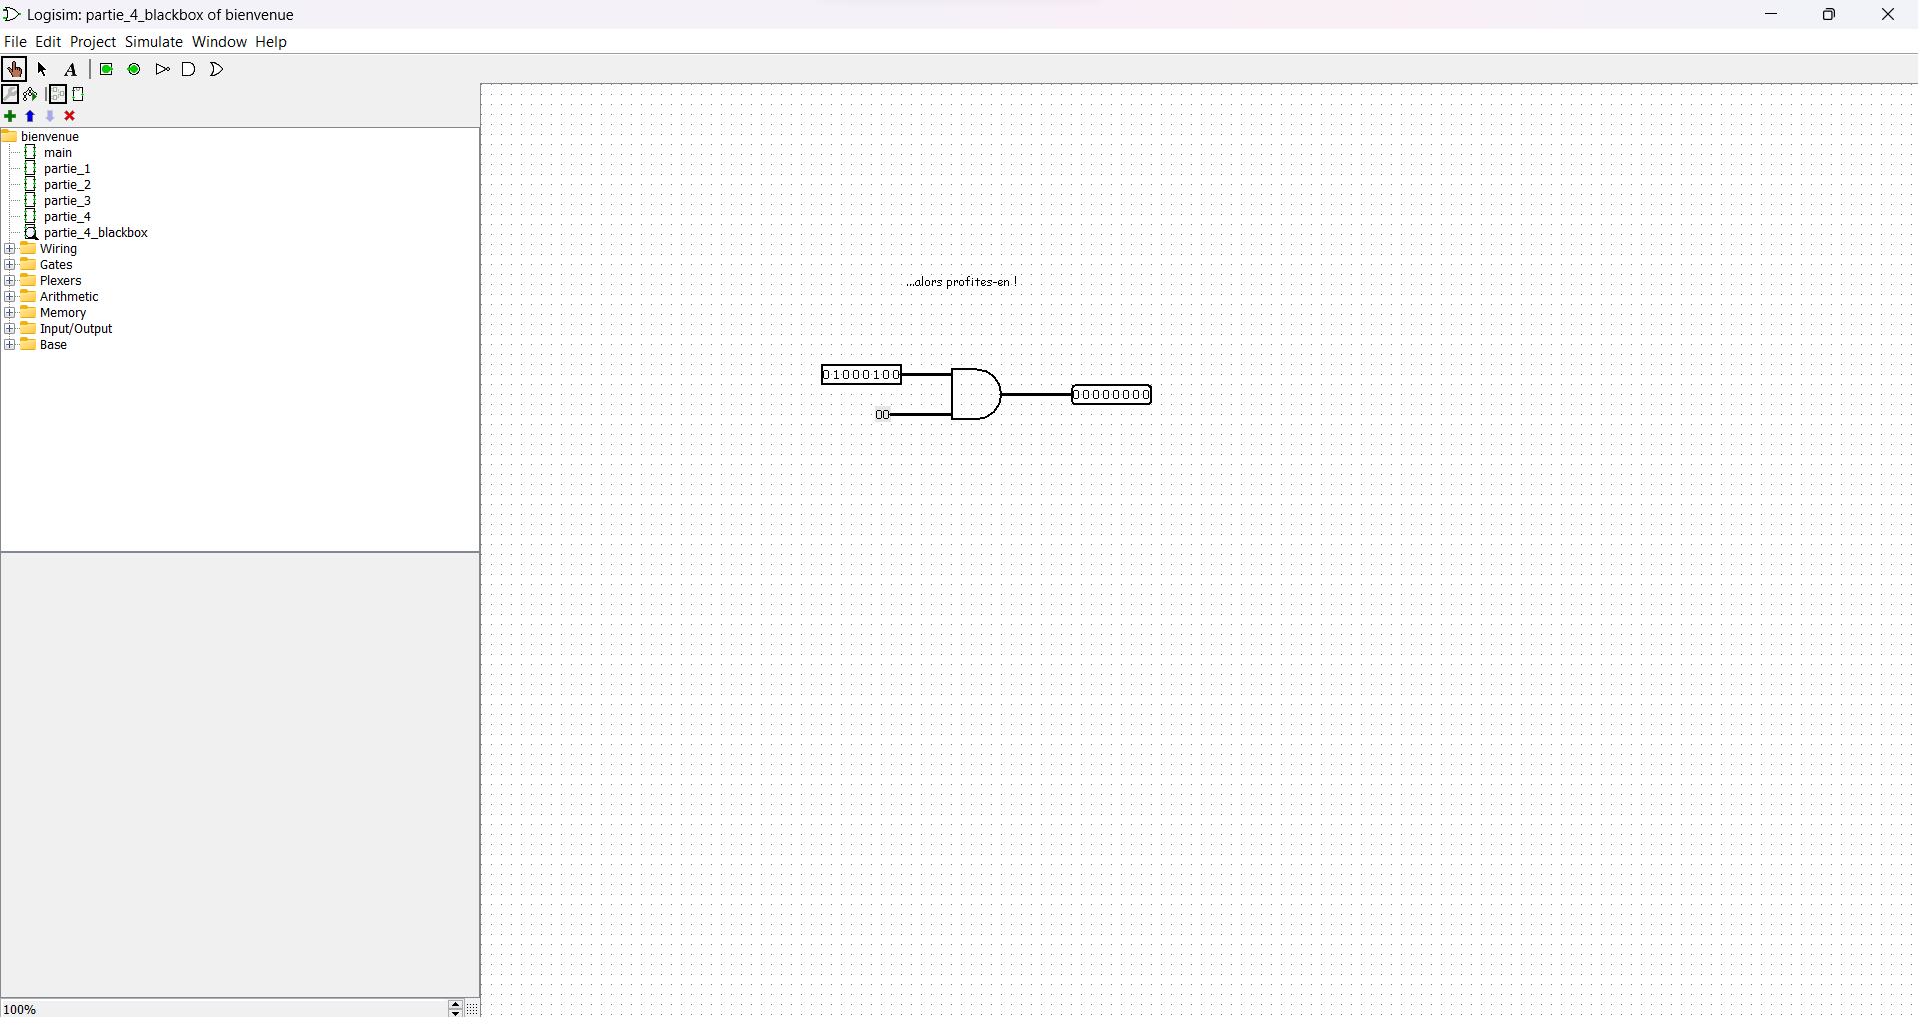 Logisim: partie_4_blackbox of bienvenue
File Edit Project Simulate Window Help
A
bienvenue
main
partie_1
partie_2
partie_3
partie_4
partie_4_blackbox
Wiring
Gates
Plexers
Arithmetic
Memory
Input/Output
Base
...alors profites-en !
01000100
00
00000000
100%